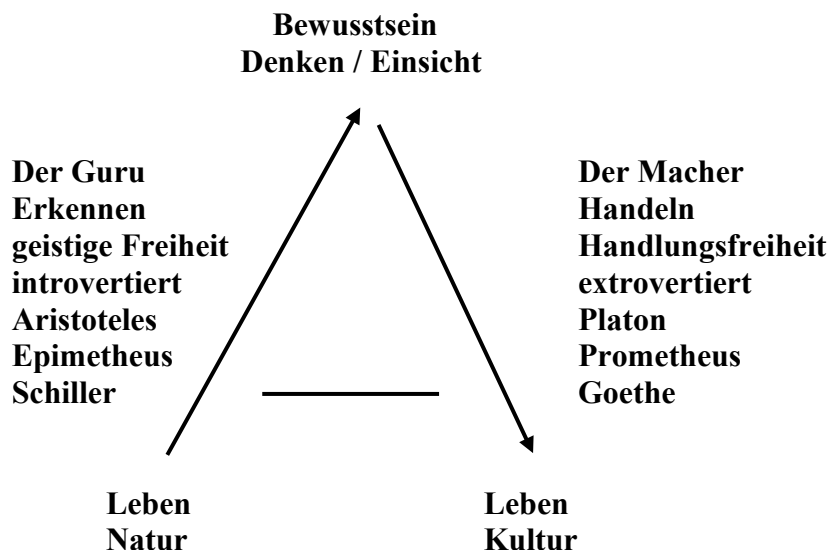 Bewusstsein
Denken / Einsicht
Der Guru
Erkennen
geistige Freiheit
introvertiert
Aristoteles
Epimetheus
Schiller
Der Macher
Handeln
Handlungsfreiheit
extrovertiert
Platon
Prometheus
Goethe
Leben
Natur
Leben
Kultur